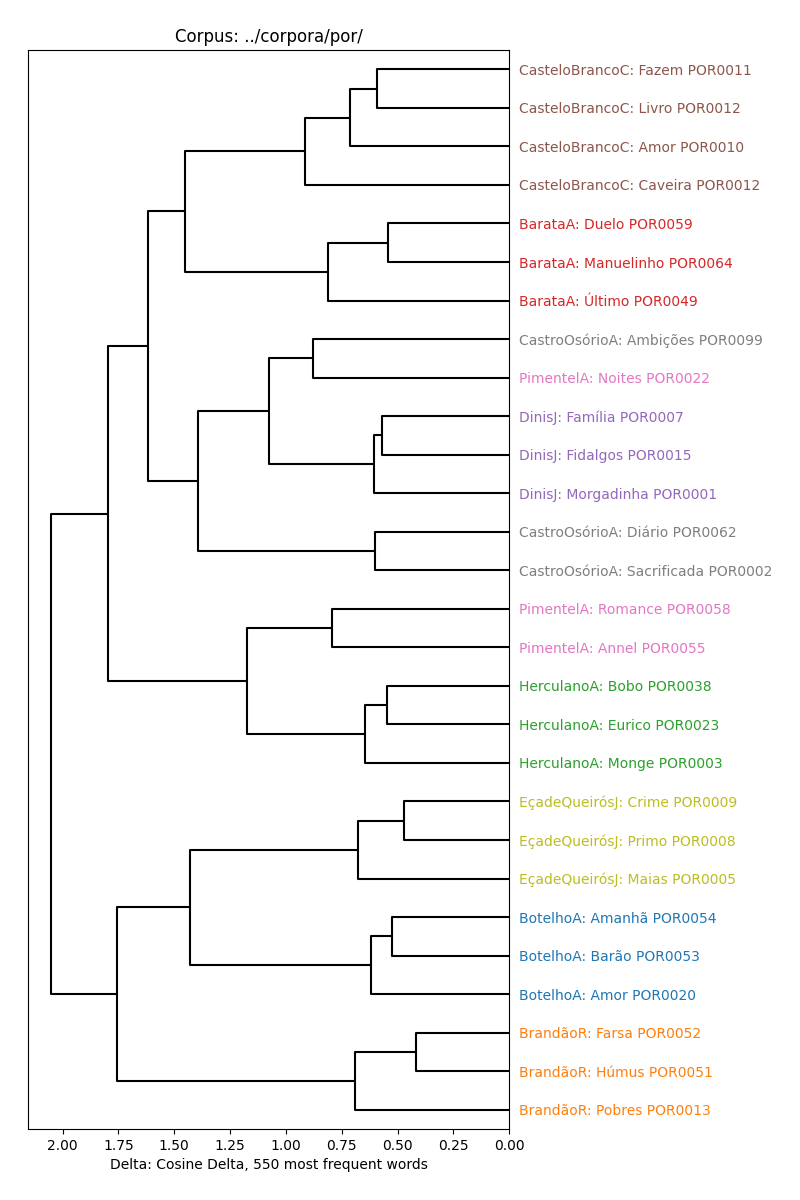 Corpus: ../corpora/por/
CasteloBrancoC: Fazem POR0011
CasteloBrancoC: Livro POR0012
CasteloBrancoC: Amor POR0010
CasteloBrancoC: Caveira POR0012
BarataA: Duelo POR0059
BarataA: Manuelinho POR0064
BarataA: Último POR0049
CastroOsórioA: Ambições POR0099
PimentelA: Noites POR0022
DinisJ: Família POR0007
DinisJ: Fidalgos POR0015
DinisJ: Morgadinha POR0001
CastroOsórioA: Diário POR0062
CastroOsórioA: Sacrificada POR0002
PimentelA: Romance POR0058
PimentelA: Annel POR0055
HerculanoA: Bobo POR0038
HerculanoA: Eurico POR0023
HerculanoA: Monge POR0003
EçadeQueirósJ: Crime POR0009
EçadeQueirósJ: Primo POR0008
EçadeQueirósJ: Maias POR0005
BotelhoA: Amanhã POR0054
BotelhoA: Barão POR0053
BotelhoA: Amor POR0020
BrandãoR: Farsa POR0052
BrandãoR: Húmus POR0051
BrandãoR: Pobres POR0013
2.00 1.75 1.50 1.25 1.00 0.75 0.50 0.25 0.00
Delta: Cosine Delta, 550 most frequent words